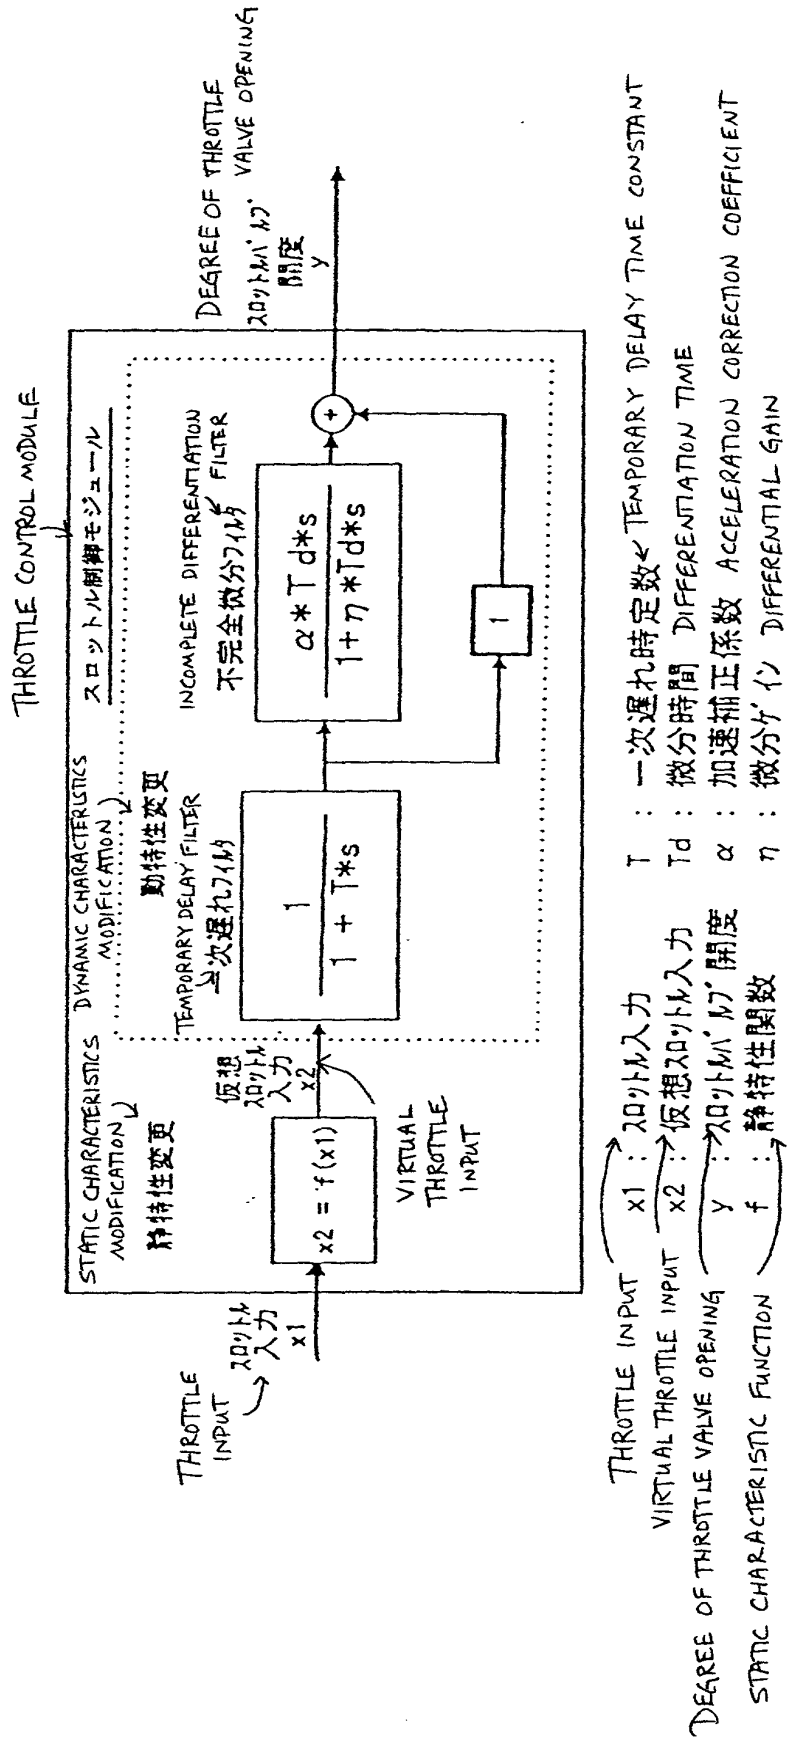 THROTTLE CONTROL MODULE
スロットル制御モジュール
STATIC CHARACTERISTICS
MODIFICATION
静特性変更
DYNAMIC CHARACTERISTICS
MODIFICATION
動特性変更
THROTTLE
INPUT
スロットル
入力
x1
x2 = f(x1)
仮想
スロットル
入力
x2
VIRTUAL
THROTTLE
INPUT
TEMPORARY DELAY FILTER
一次遅れフィルタ
1
1 + T*s
INCOMPLETE DIFFERENTIATION
FILTER
不完全微分フィルタ
α* T d*s
1+ η *Td*s
1
+
DEGREE OF THROTTLE
VALVE OPENING
スロットルバルブ
開度
y
THROTTLE INPUT x1 : スロットル入力
VIRTUAL THROTTLE INPUT x2 : 仮想スロットル入力
DEGREE OF THROTTLE VALVE OPENING y : スロットルバルブ開度
STATIC CHARACTERISTIC FUNCTION f : 静特性関数
T : 一次遅れ時定数 TEMPORARY DELAY TIME CONSTANT
Td : 微分時間 DIFFERENTIATION TIME
α : 加速補正係数 ACCELERATION CORRECTION COEFFICIENT
η : 微分ゲイン DIFFERENTIAL GAIN